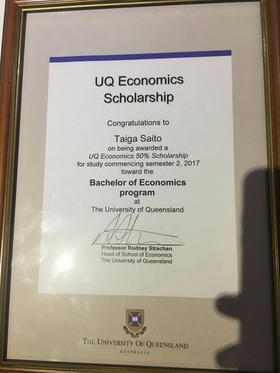 UQ Economics
Scholarship
Congratulations to
Taiga Saito
on being awarded a
UQ Economics 50% Scholarship
for study commencing semester 2, 2017
toward the
Bachelor of Economics
program
at
The University of Queensland
Professor Rodney Strachan
Head of School of Economics
The University of Queensland
THE UNIVERSITY OF QUEENSLAND
AUSTRALIA